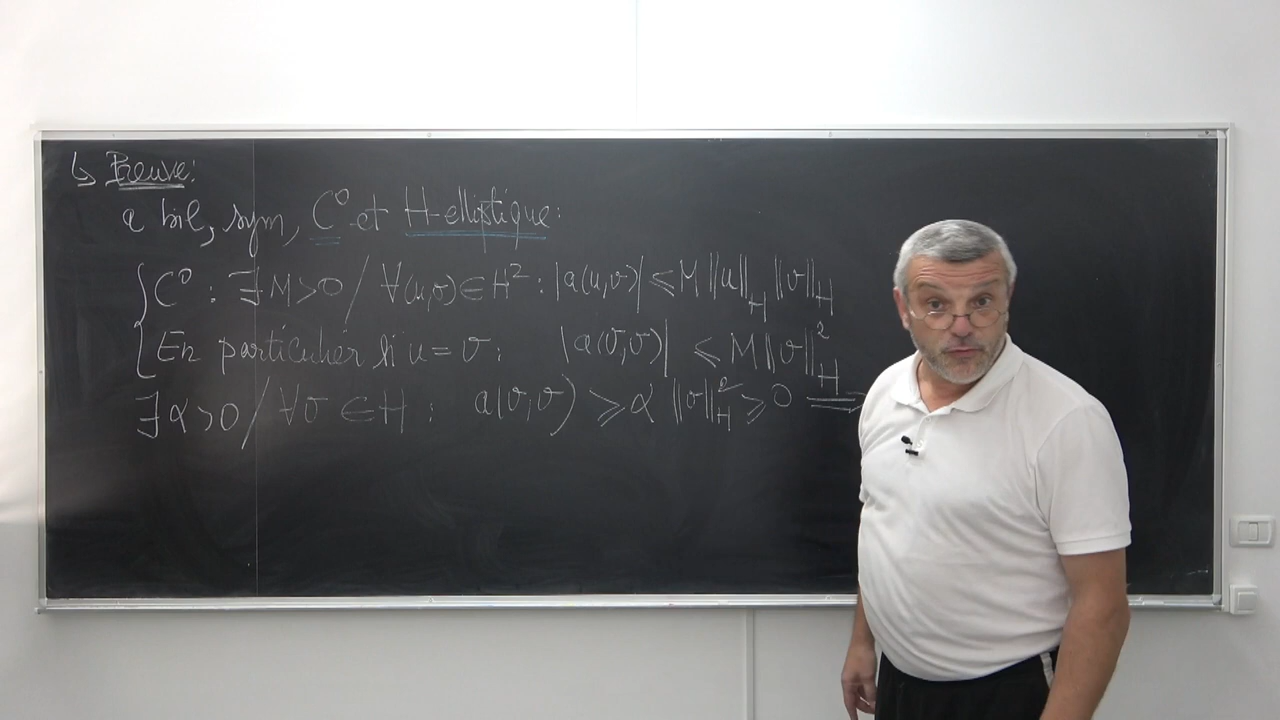 ↳ Preuve:
a bil, sym, C⁰ et H-elliptique:
C⁰ : ∃M>0 / ∀(u,v)∈H² : |a(u,v)| ≤ M ‖u‖_H ‖v‖_H
En particulier si u = v : |a(v,v)| ≤ M‖v‖²_H
∃ α>0 / ∀v ∈ H : a(v,v) ≥ α ‖v‖²_H ≥ 0 ⟹